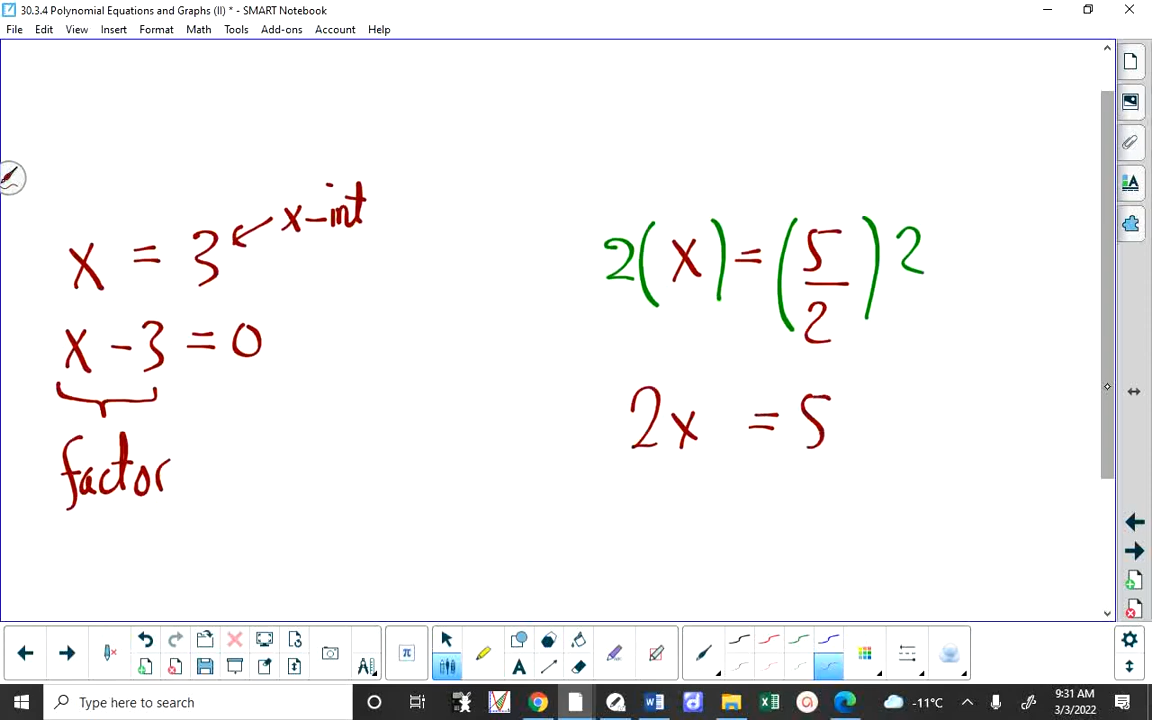 30.3.4 Polynomial Equations and Graphs (II) * - SMART Notebook
File Edit View Insert Format Math Tools Add-ons Account Help
x = 3 x-int
x - 3 = 0
factor
2(x) = (5/2)2
2x = 5
Type here to search
-11°C
9:31 AM
3/3/2022